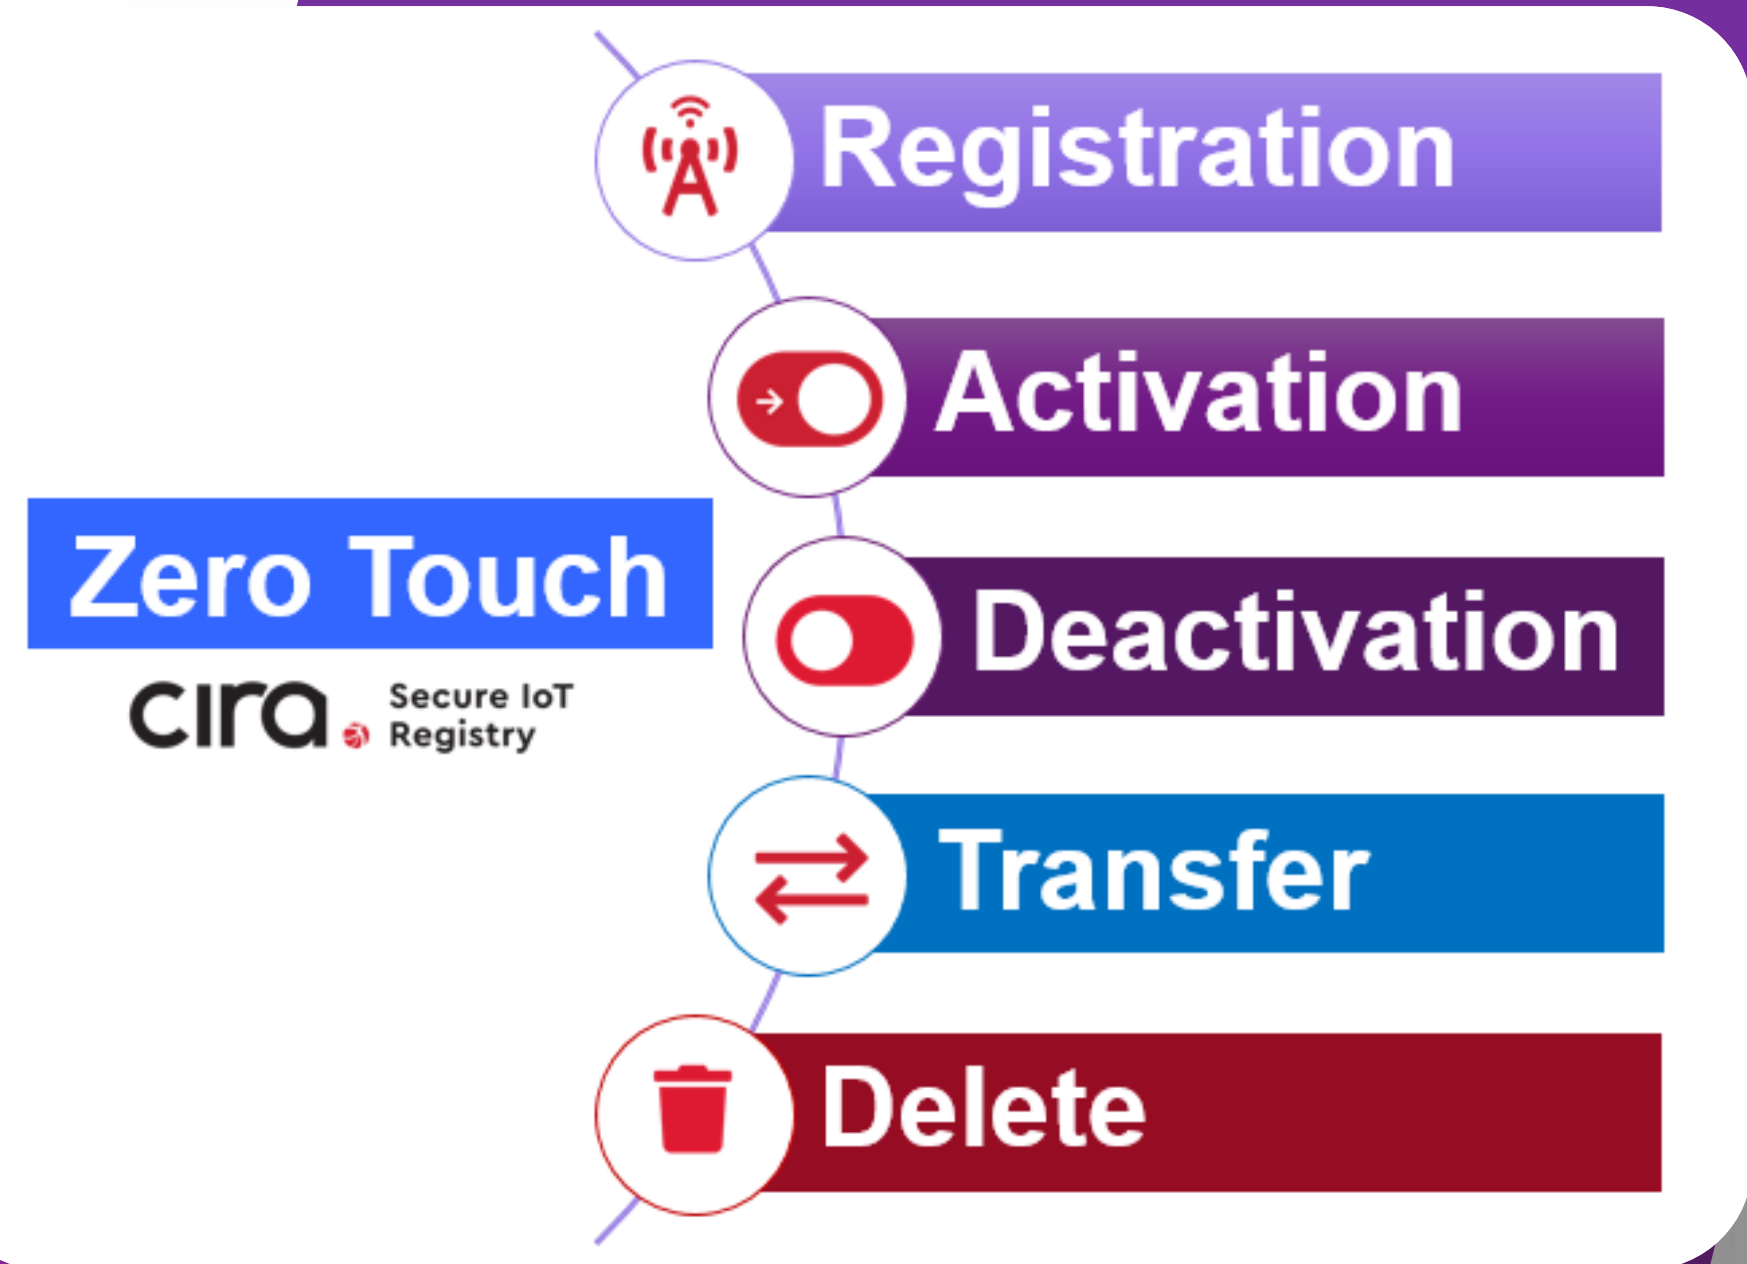 Registration
Activation
Zero Touch
Deactivation
cira
Secure IoT
Registry
Transfer
Delete